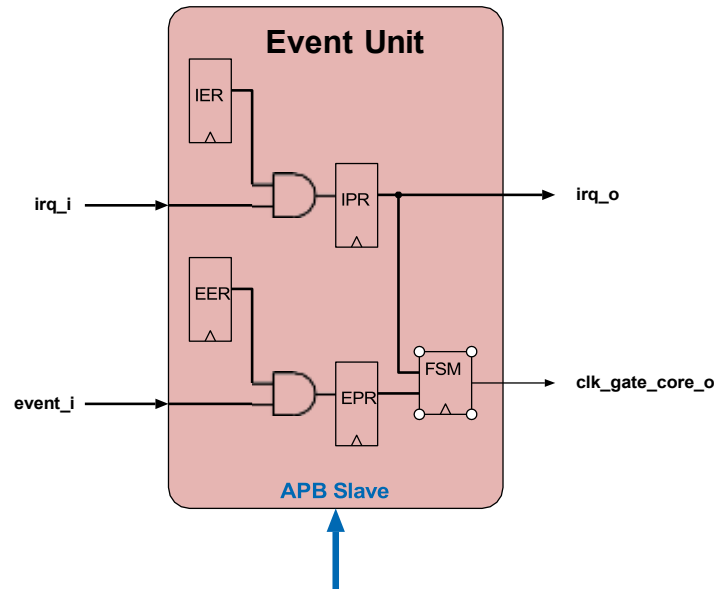 Event Unit
IER
irq_i
IPR
irq_o
EER
FSM
clk_gate_core_o
event_i
EPR
APB Slave